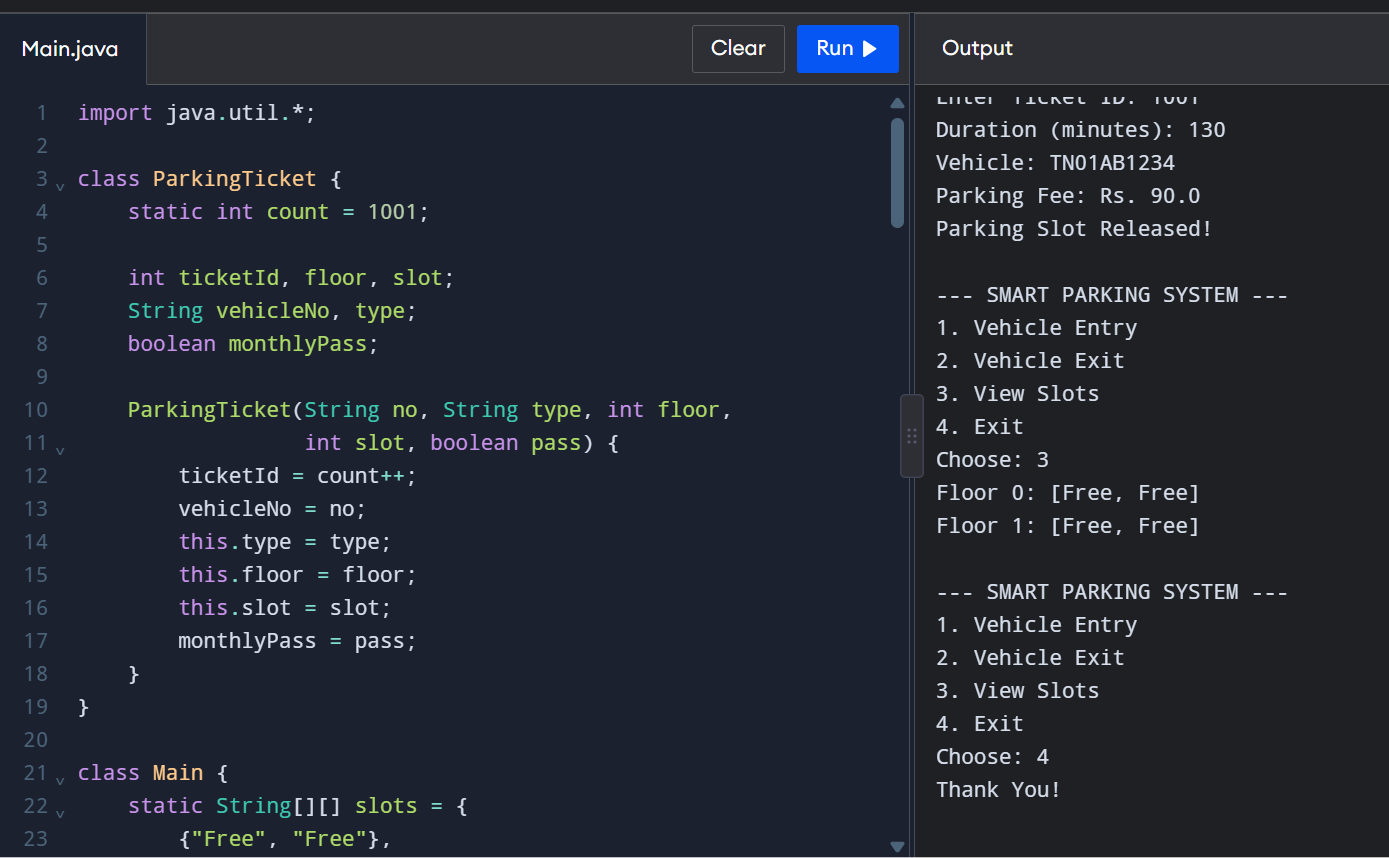 Main.java
Clear
Run
1 import java.util.*;
2
3 class ParkingTicket {
4 static int count = 1001;
5
6 int ticketId, floor, slot;
7 String vehicleNo, type;
8 boolean monthlyPass;
9
10 ParkingTicket(String no, String type, int floor,
11 int slot, boolean pass) {
12 ticketId = count++;
13 vehicleNo = no;
14 this.type = type;
15 this.floor = floor;
16 this.slot = slot;
17 monthlyPass = pass;
18 }
19 }
20
21 class Main {
22 static String[][] slots = {
23 {"Free", "Free"},
Output
Enter Ticket ID: 1001
Duration (minutes): 130
Vehicle: TN01AB1234
Parking Fee: Rs. 90.0
Parking Slot Released!
--- SMART PARKING SYSTEM ---
1. Vehicle Entry
2. Vehicle Exit
3. View Slots
4. Exit
Choose: 3
Floor 0: [Free, Free]
Floor 1: [Free, Free]
--- SMART PARKING SYSTEM ---
1. Vehicle Entry
2. Vehicle Exit
3. View Slots
4. Exit
Choose: 4
Thank You!